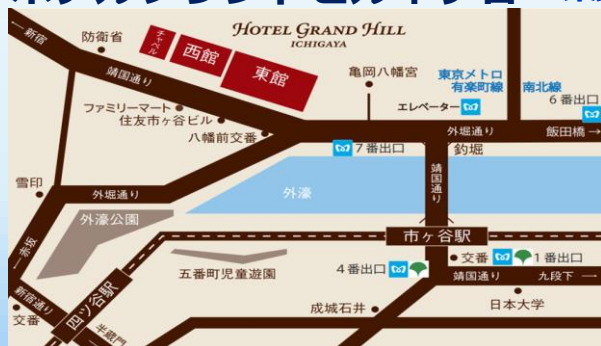 HOTEL GRAND HILL
ICHIGAYA
←新宿
防衛省
チャペル
西館
東館
靖国通り
亀岡八幡宮
東京メトロ
有楽町線
南北線
エレベーター
6番出口
ファミリーマート
住友市ヶ谷ビル
八幡前交番
外堀通り
飯田橋→
7番出口
釣堀
靖国通り
雪印
外堀通り
外濠
外濠公園
市ヶ谷駅
←赤坂
五番町児童遊園
4番出口
交番
1番出口
靖国通り
九段下→
新宿通り
四ツ谷駅
交番
半蔵門
成城石井
日本大学